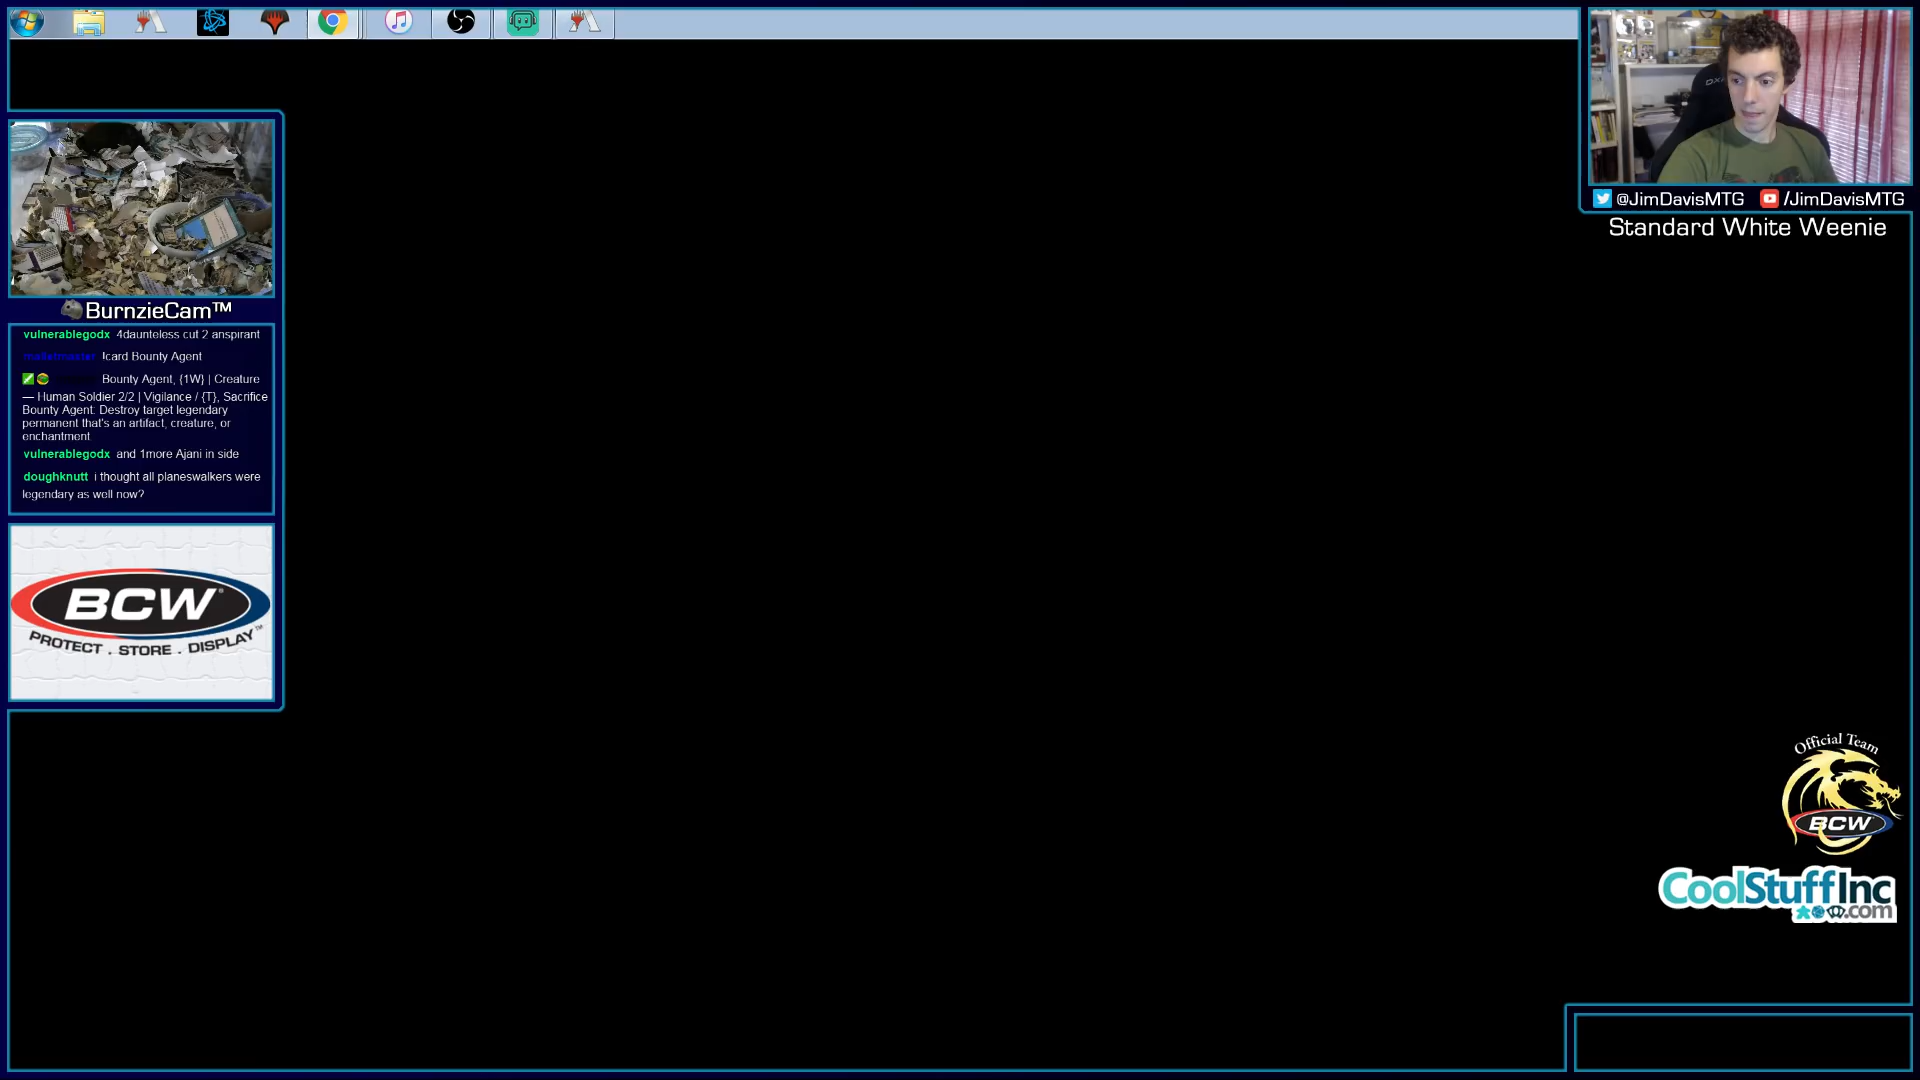 @JimDavisMTG /JimDavisMTG
Standard White Weenie
BurnzieCam™
vulnerablegodx 4daunteless cut 2 anspirant
!card Bounty Agent
Bounty Agent, {1W} | Creature
— Human Soldier 2/2 | Vigilance / {T}, Sacrifice
Bounty Agent: Destroy target legendary
permanent that's an artifact, creature, or
enchantment
vulnerablegodx and 1more Ajani in side
doughknutt i thought all planeswalkers were
legendary as well now?
BCW®
PROTECT . STORE . DISPLAY™
Official Team
BCW
CoolStuffInc
.com